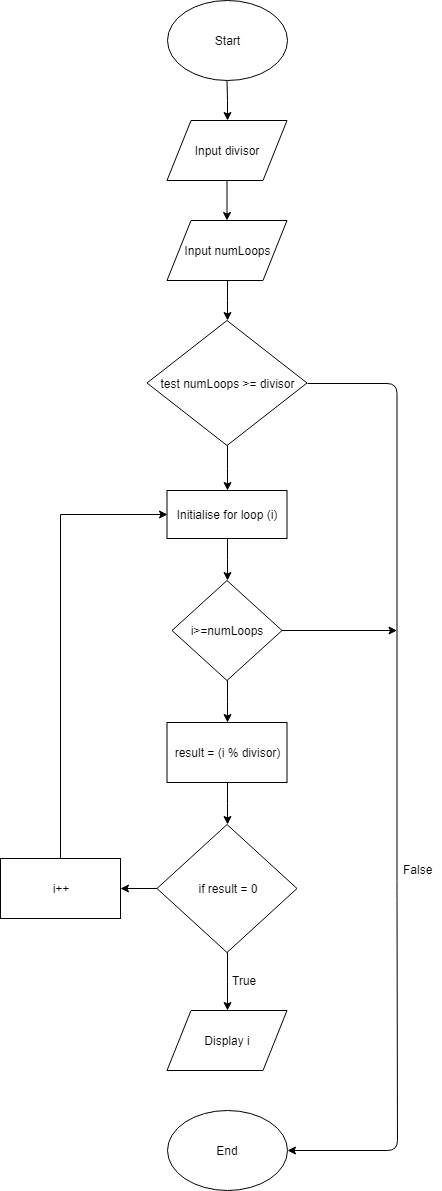 Start
Input divisor
Input numLoops
test numLoops >= divisor
Initialise for loop (i)
i>=numLoops
result = (i % divisor)
False
i++
if result = 0
True
Display i
End